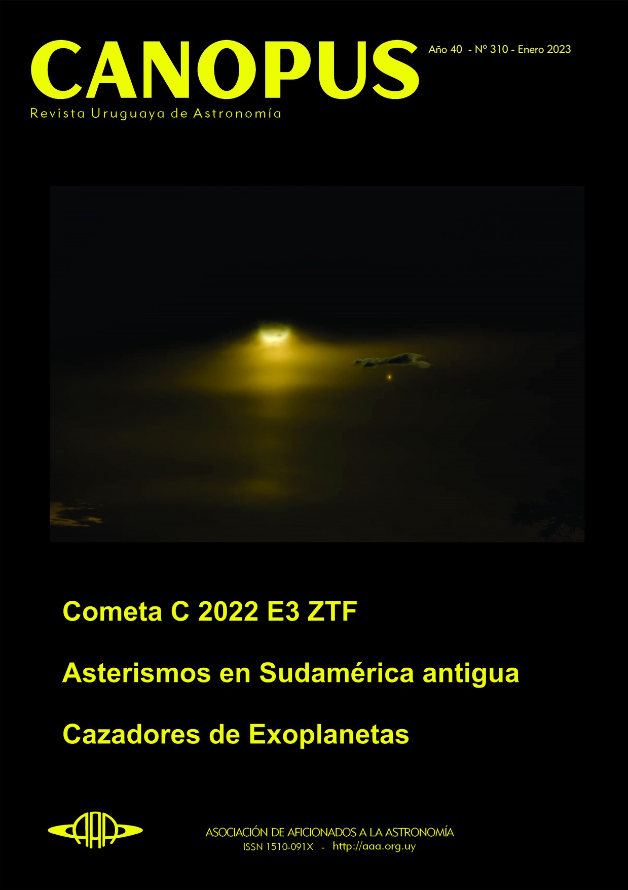 CANOPUS
Año 40 - Nº 310 - Enero 2023
Revista Uruguaya de Astronomía
Cometa C 2022 E3 ZTF
Asterismos en Sudamérica antigua
Cazadores de Exoplanetas
AAA
ASOCIACIÓN DE AFICIONADOS A LA ASTRONOMÍA
ISSN 1510-091X - http://aaa.org.uy